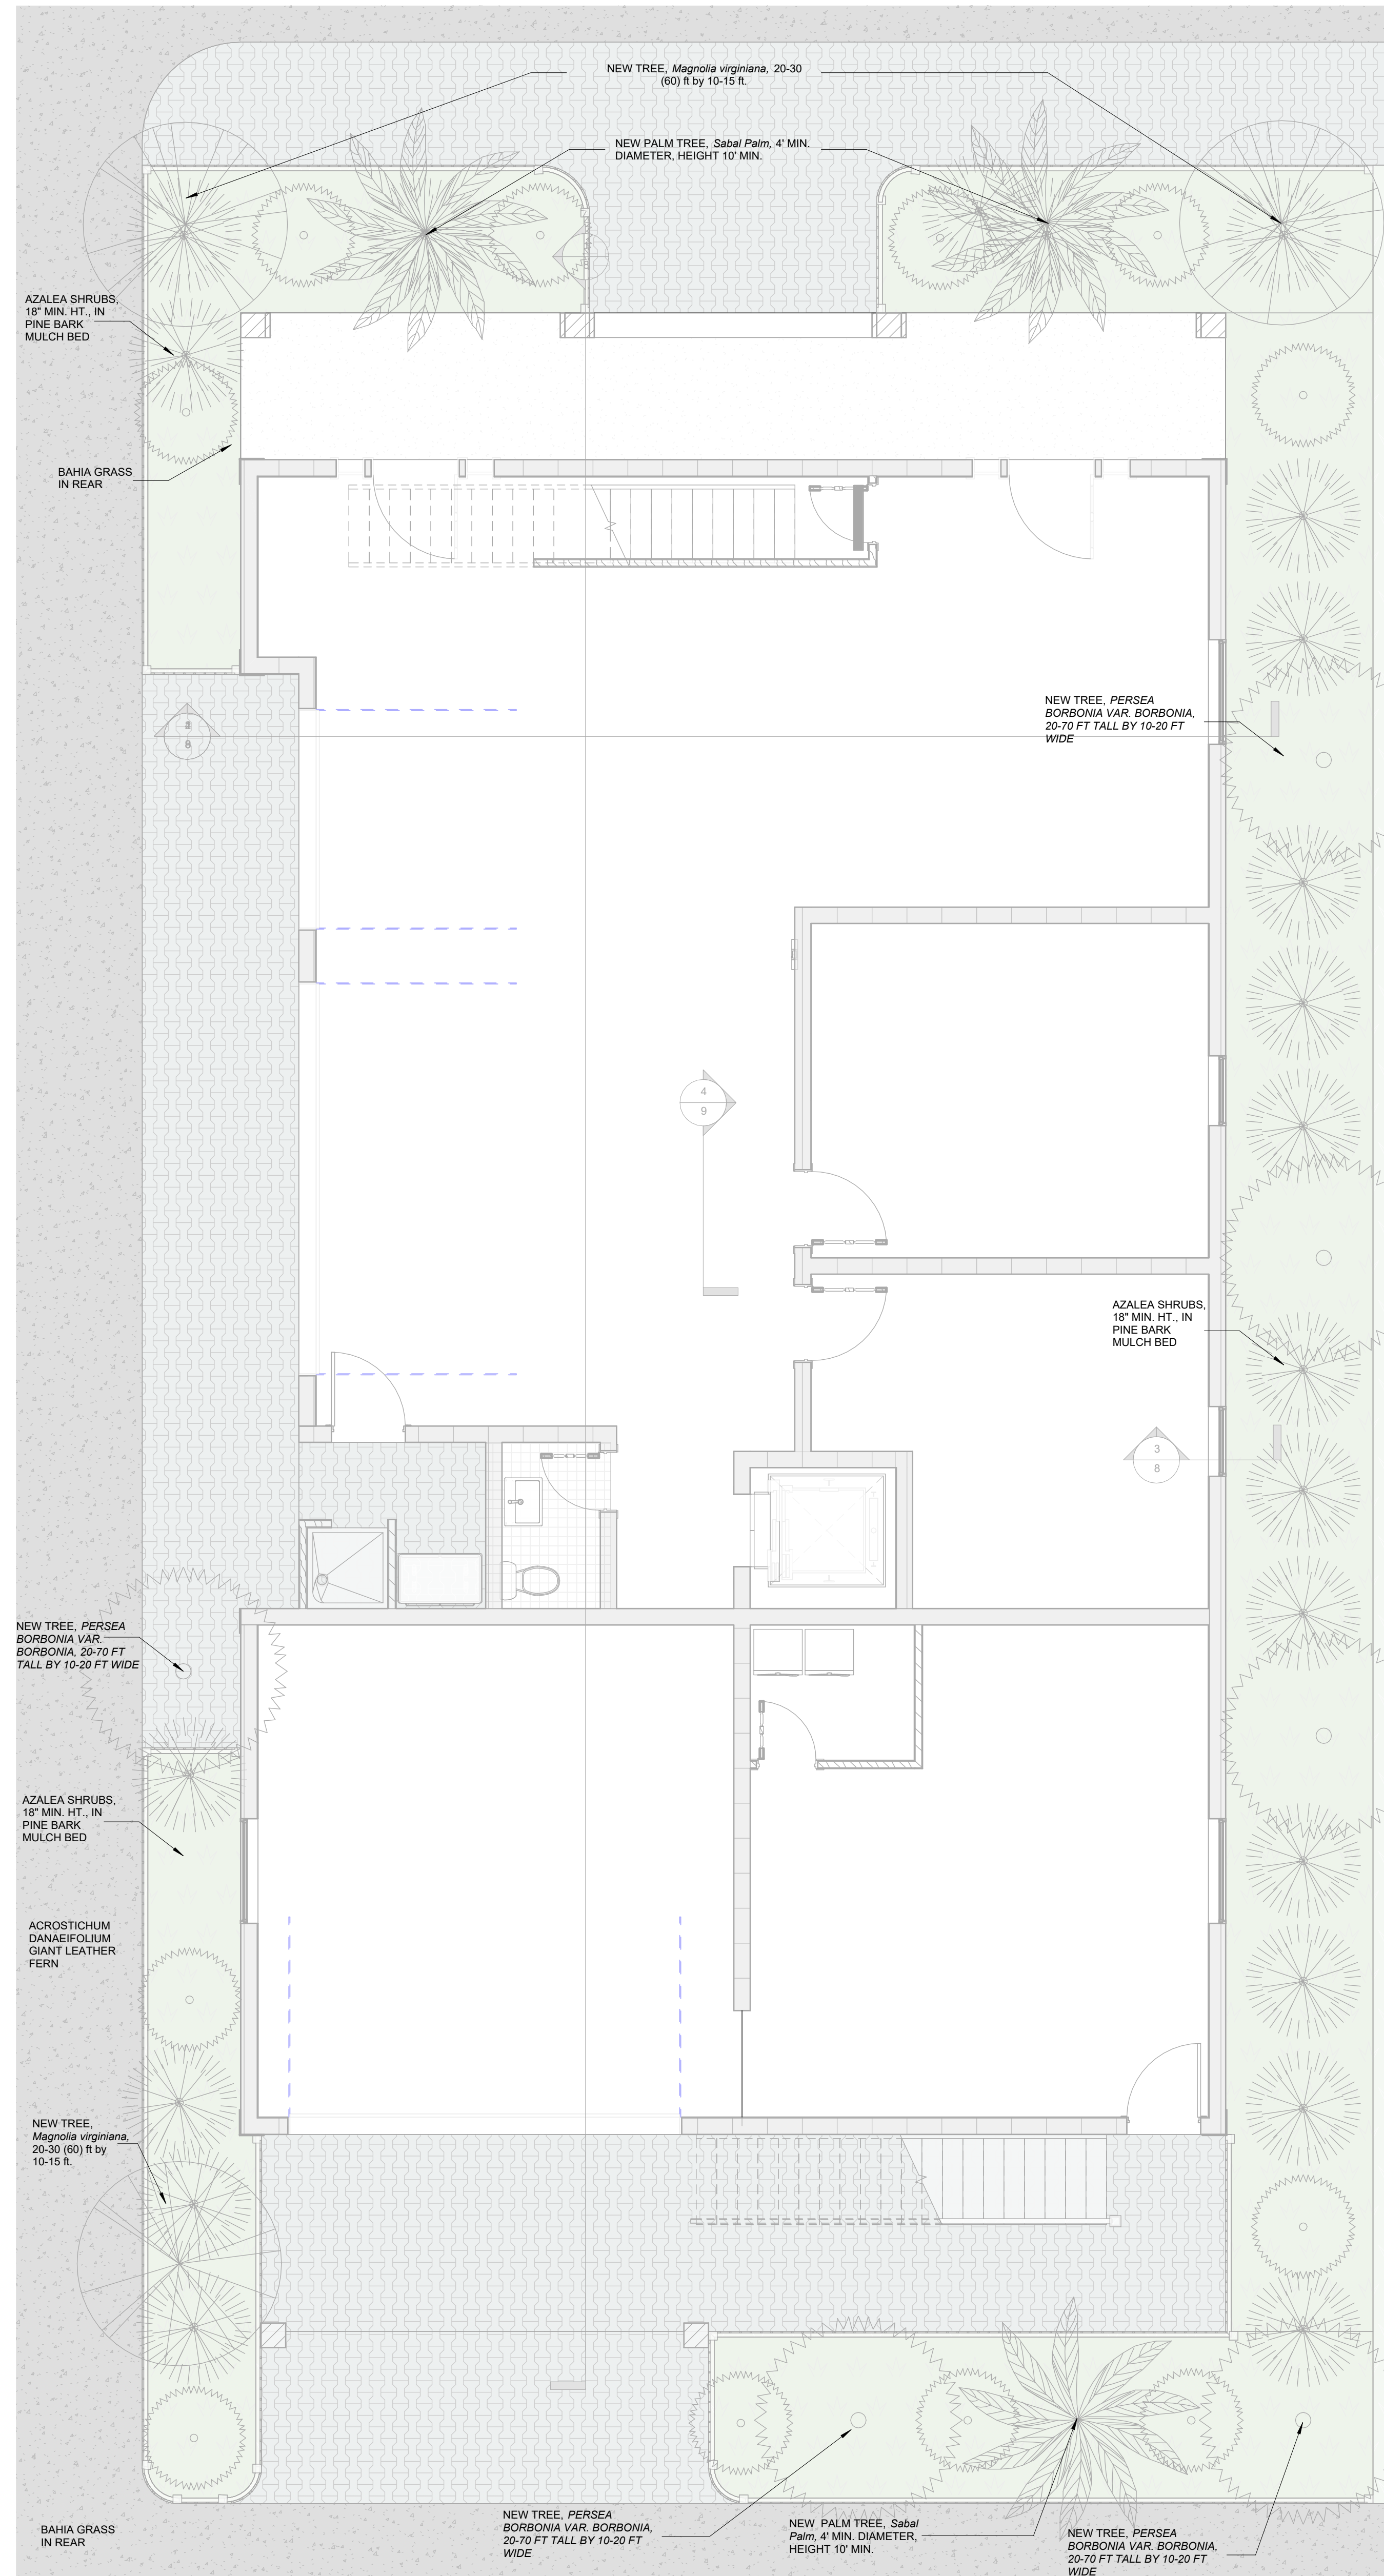 NEW TREE, Magnolia virginiana, 20-30
(60) ft by 10-15 ft.
NEW PALM TREE, Sabal Palm, 4' MIN.
DIAMETER, HEIGHT 10' MIN.
AZALEA SHRUBS,
18" MIN. HT., IN
PINE BARK
MULCH BED
BAHIA GRASS
IN REAR
NEW TREE, PERSEA
BORBONIA VAR. BORBONIA,
20-70 FT TALL BY 10-20 FT
WIDE
8
4
9
AZALEA SHRUBS,
18" MIN. HT., IN
PINE BARK
MULCH BED
3
8
NEW TREE, PERSEA
BORBONIA VAR.
BORBONIA, 20-70 FT
TALL BY 10-20 FT WIDE
AZALEA SHRUBS,
18" MIN. HT., IN
PINE BARK
MULCH BED
ACROSTICHUM
DANAEIFOLIUM
GIANT LEATHER
FERN
NEW TREE,
Magnolia virginiana,
20-30 (60) ft by
10-15 ft.
BAHIA GRASS
IN REAR
NEW TREE, PERSEA
BORBONIA VAR. BORBONIA,
20-70 FT TALL BY 10-20 FT
WIDE
NEW PALM TREE, Sabal
Palm, 4' MIN. DIAMETER,
HEIGHT 10' MIN.
NEW TREE, PERSEA
BORBONIA VAR. BORBONIA,
20-70 FT TALL BY 10-20 FT
WIDE